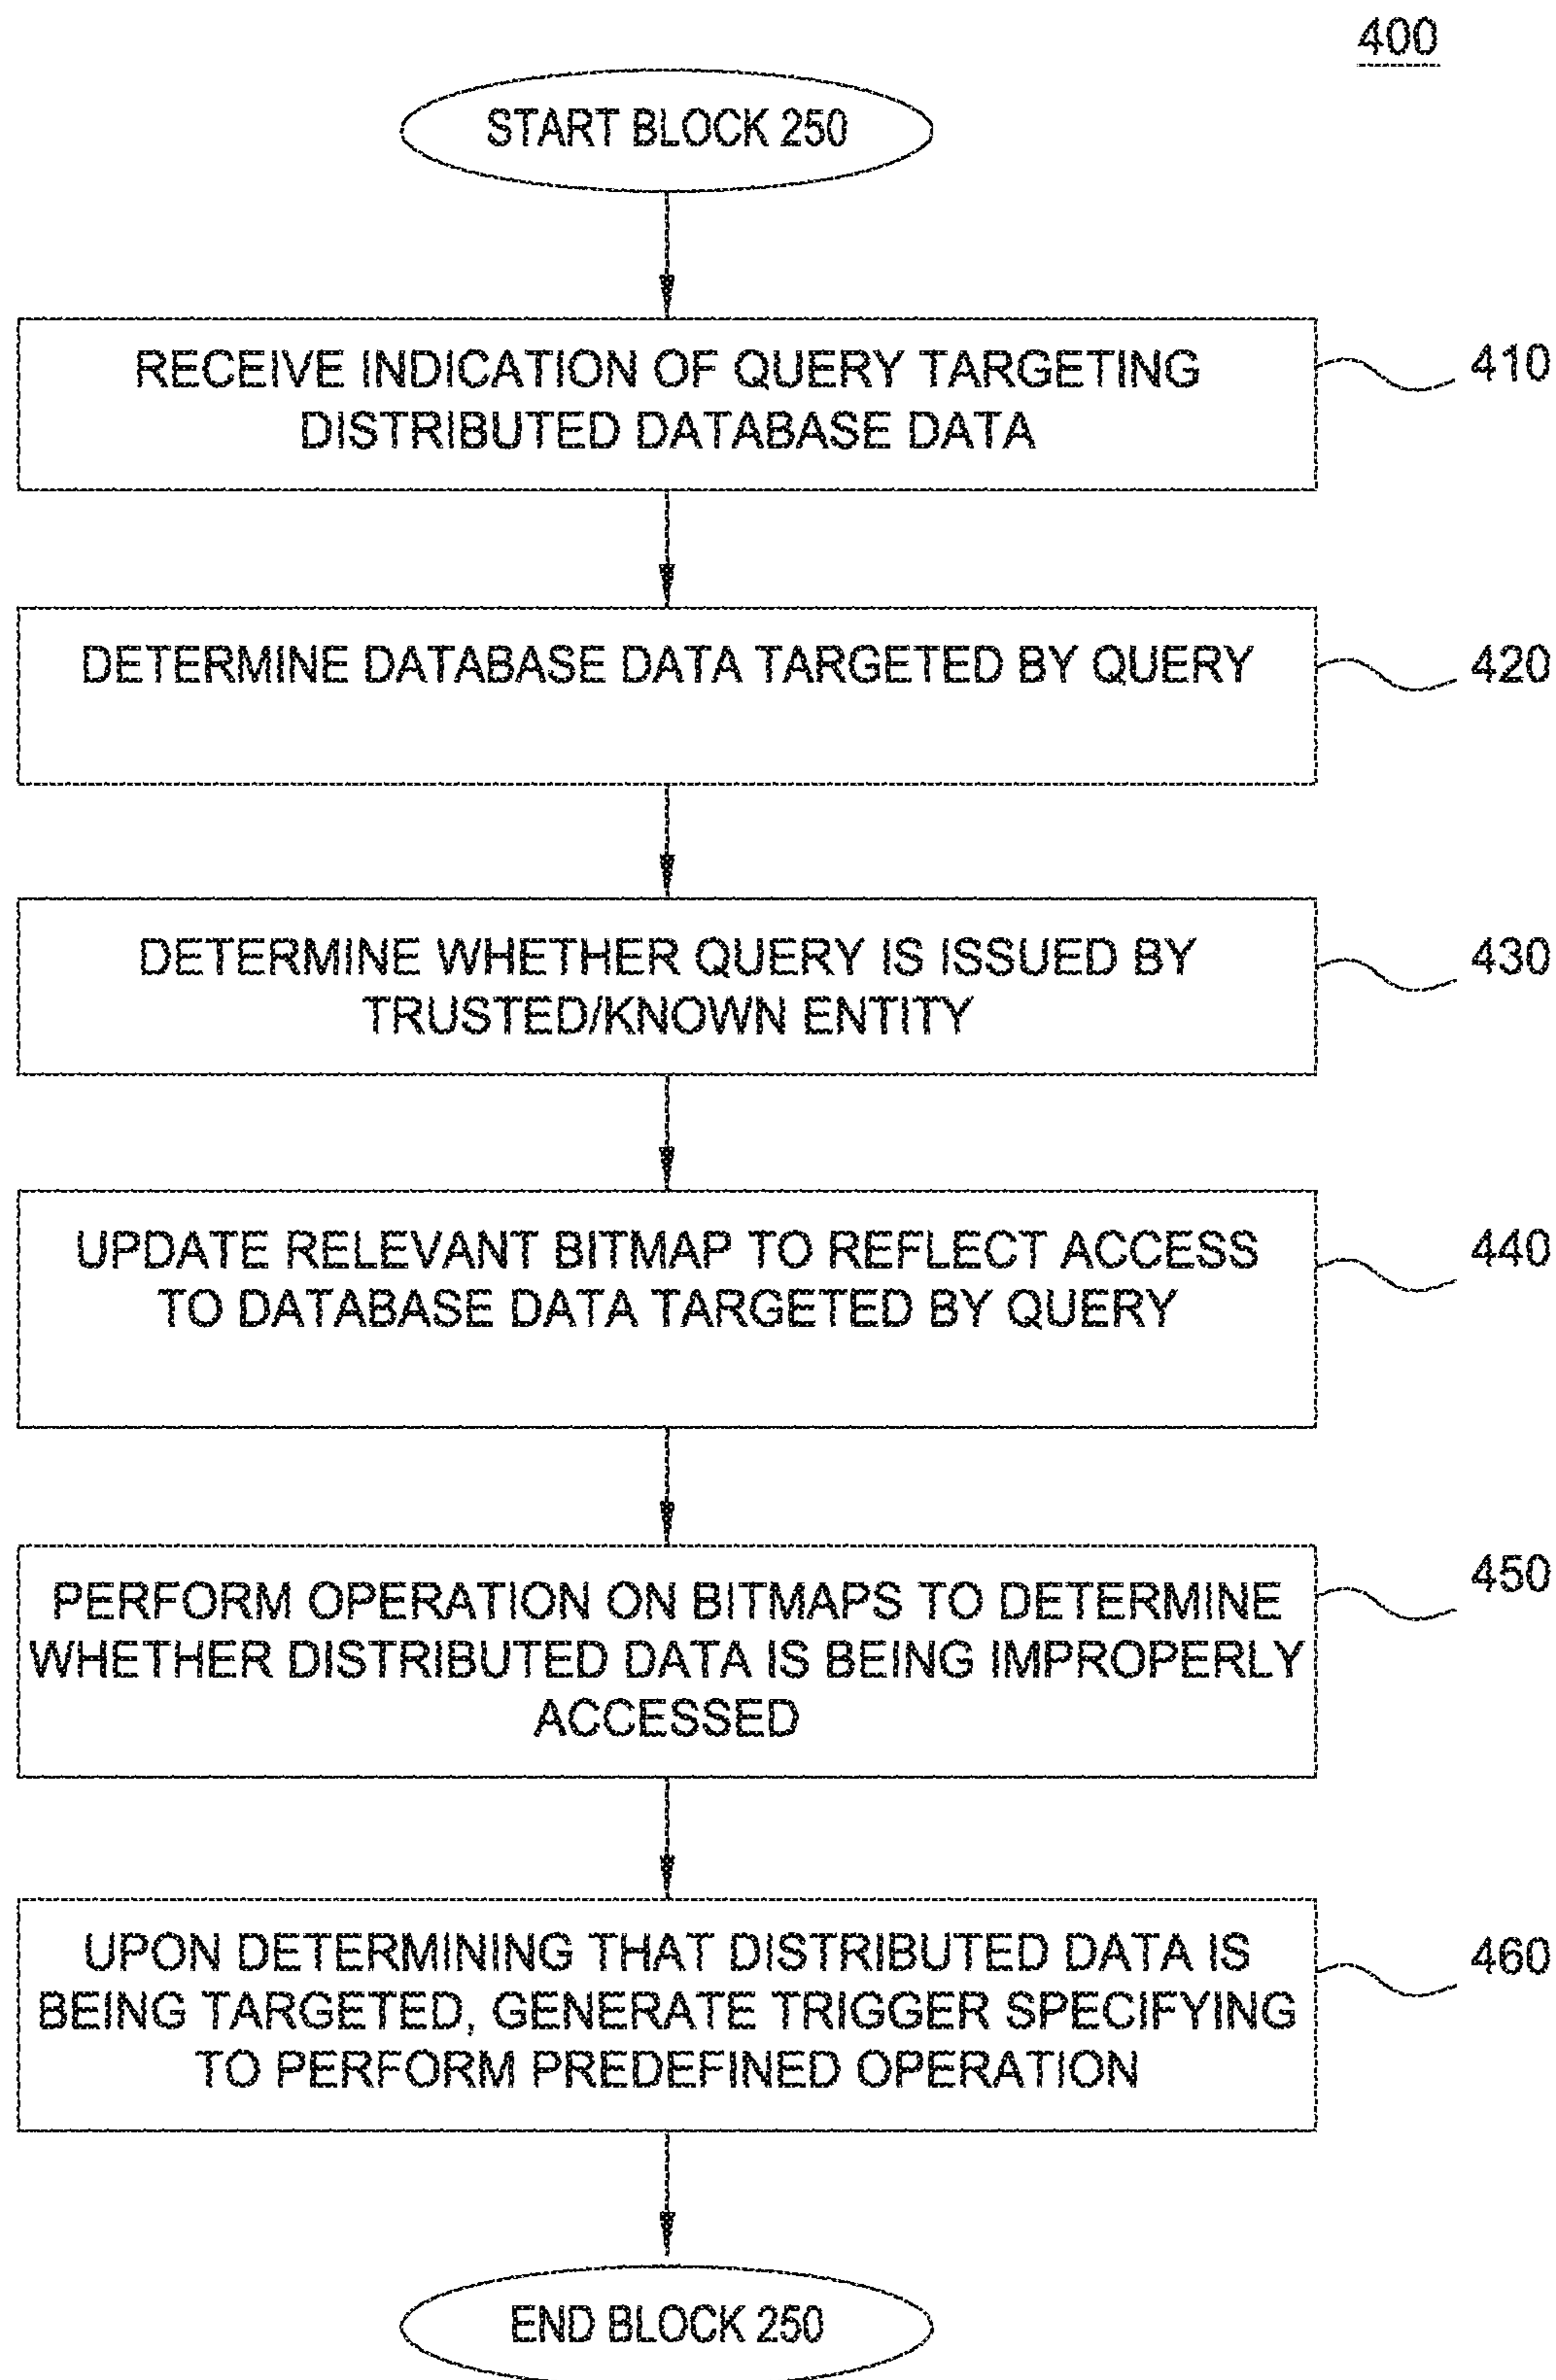 400
START BLOCK 250
RECEIVE INDICATION OF QUERY TARGETING
DISTRIBUTED DATABASE DATA
410
DETERMINE DATABASE DATA TARGETED BY QUERY
420
DETERMINE WHETHER QUERY IS ISSUED BY
TRUSTED/KNOWN ENTITY
430
UPDATE RELEVANT BITMAP TO REFLECT ACCESS
TO DATABASE DATA TARGETED BY QUERY
440
PERFORM OPERATION ON BITMAPS TO DETERMINE
WHETHER DISTRIBUTED DATA IS BEING IMPROPERLY
ACCESSED
450
UPON DETERMINING THAT DISTRIBUTED DATA IS
BEING TARGETED, GENERATE TRIGGER SPECIFYING
TO PERFORM PREDEFINED OPERATION
460
END BLOCK 250